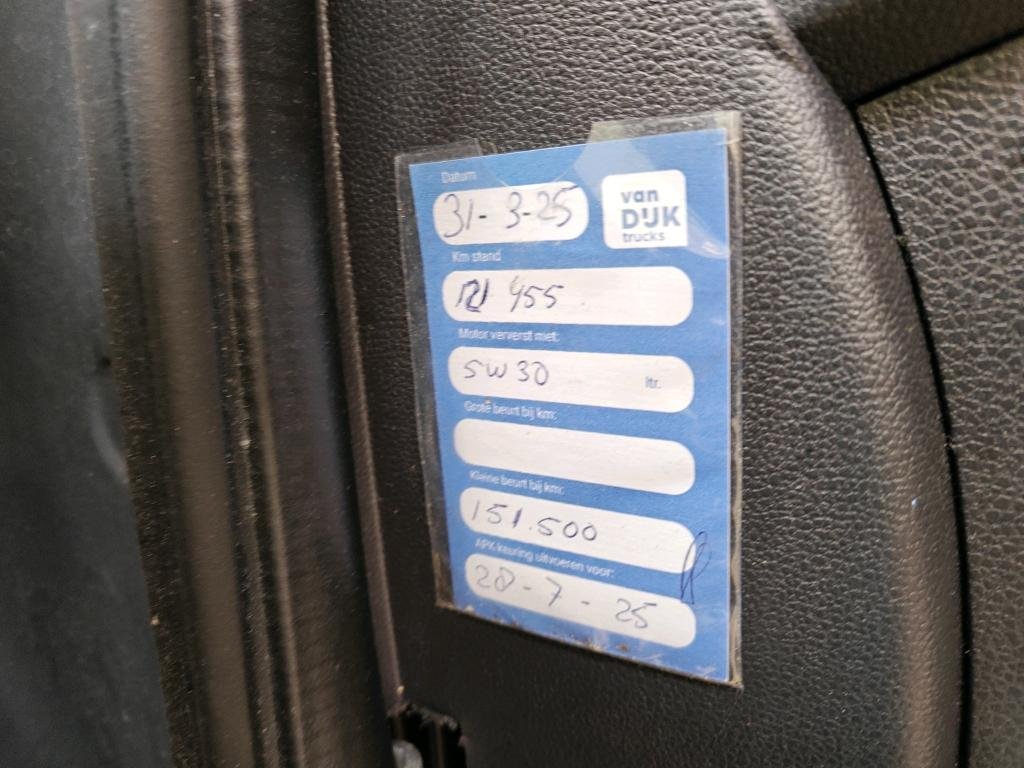 Datum
31-3-25
van
DIJK
trucks
Km stand
121 455
Motor ververst met:
5W30 ltr.
Grote beurt bij km:
Kleine beurt bij km:
151.500
APK keuring uitvoeren voor:
28-7-25